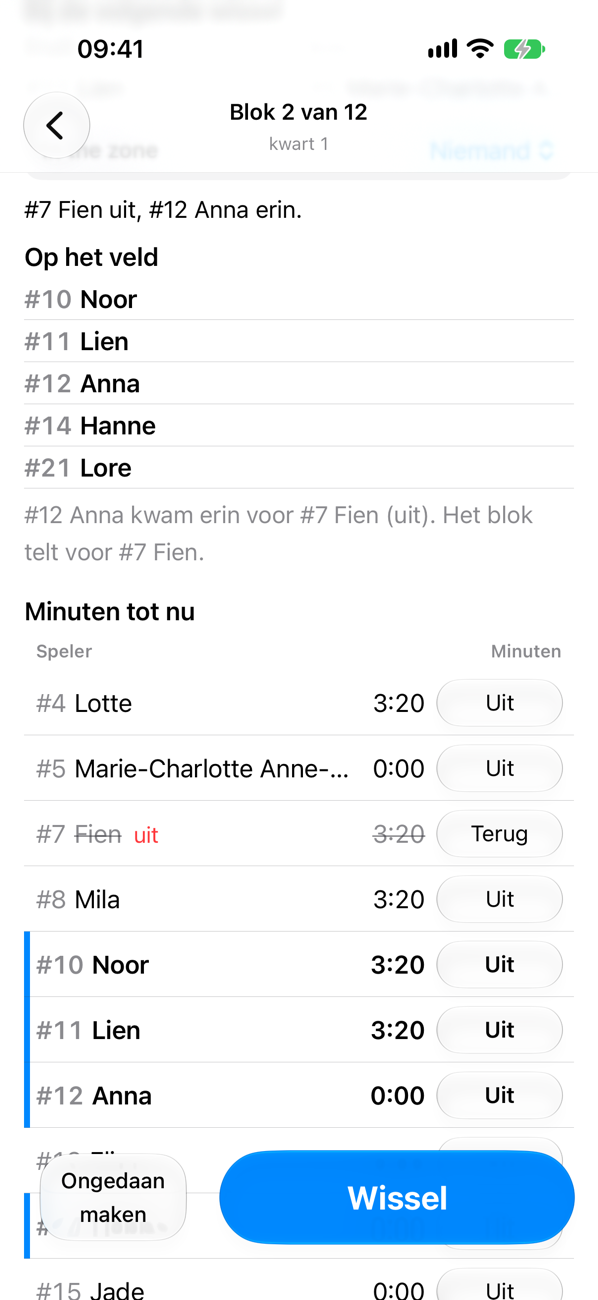 09:41
Blok 2 van 12
kwart 1
the zone
Niemand
#7 Fien uit, #12 Anna erin.
Op het veld
#10 Noor
#11 Lien
#12 Anna
#14 Hanne
#21 Lore
#12 Anna kwam erin voor #7 Fien (uit). Het blok
telt voor #7 Fien.
Minuten tot nu
Speler Minuten
#4 Lotte 3:20 Uit
#5 Marie-Charlotte Anne-... 0:00 Uit
#7 Fien uit 3:20 Terug
#8 Mila 3:20 Uit
#10 Noor 3:20 Uit
#11 Lien 3:20 Uit
#12 Anna 0:00 Uit
Ongedaan
maken
Wissel
#15 Jade 0:00 Uit